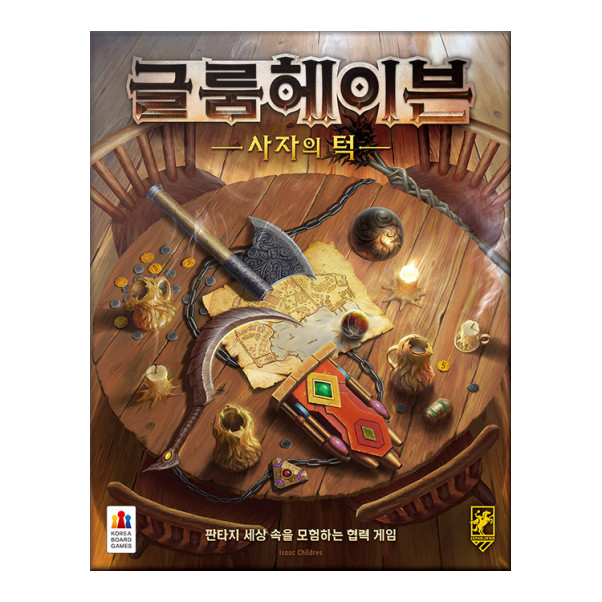 글룸헤이븐
사자의 턱
판타지 세상 속을 모험하는 협력 게임
Isaac Childres
KOREA
BOARD
GAMES
5